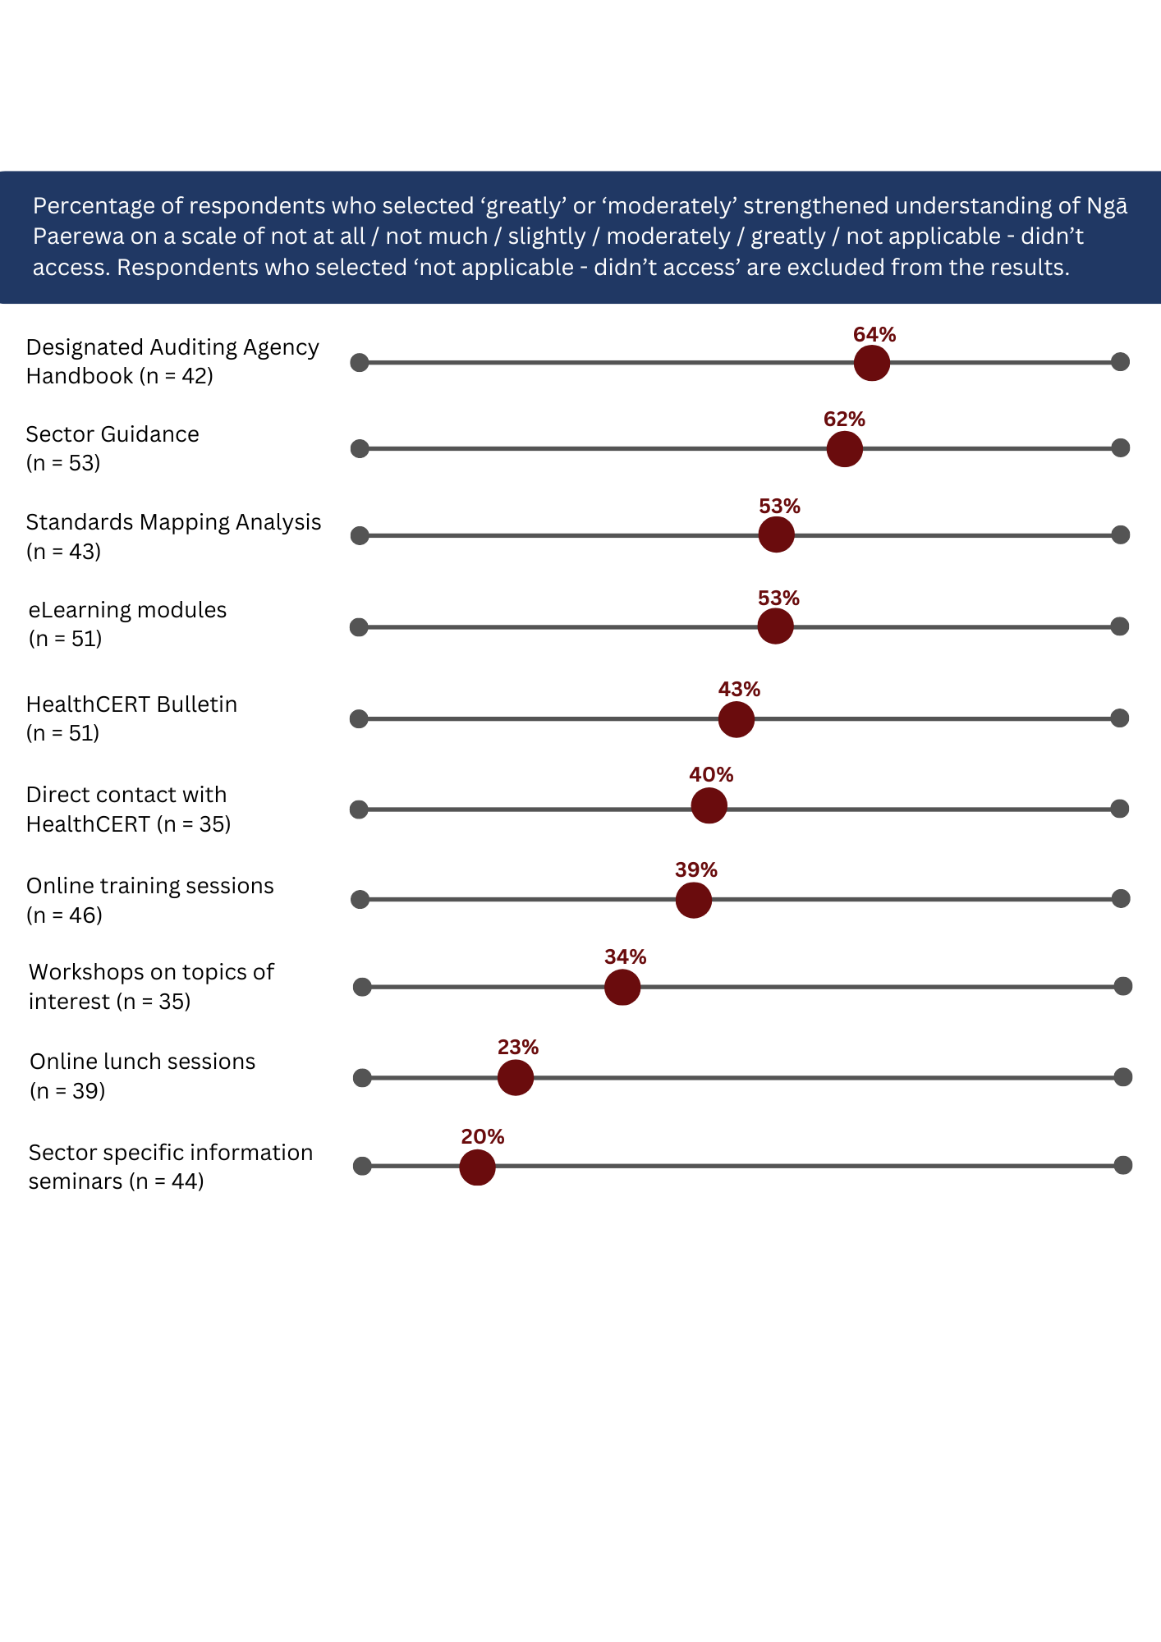 Percentage of respondents who selected ‘greatly’ or ‘moderately’ strengthened understanding of Ngā
Paerewa on a scale of not at all / not much / slightly / moderately / greatly / not applicable - didn’t
access. Respondents who selected ‘not applicable - didn’t access’ are excluded from the results.
Designated Auditing Agency
Handbook (n = 42)
64%
Sector Guidance
(n = 53)
62%
Standards Mapping Analysis
(n = 43)
53%
eLearning modules
(n = 51)
53%
HealthCERT Bulletin
(n = 51)
43%
Direct contact with
HealthCERT (n = 35)
40%
Online training sessions
(n = 46)
39%
Workshops on topics of
interest (n = 35)
34%
Online lunch sessions
(n = 39)
23%
Sector specific information
seminars (n = 44)
20%